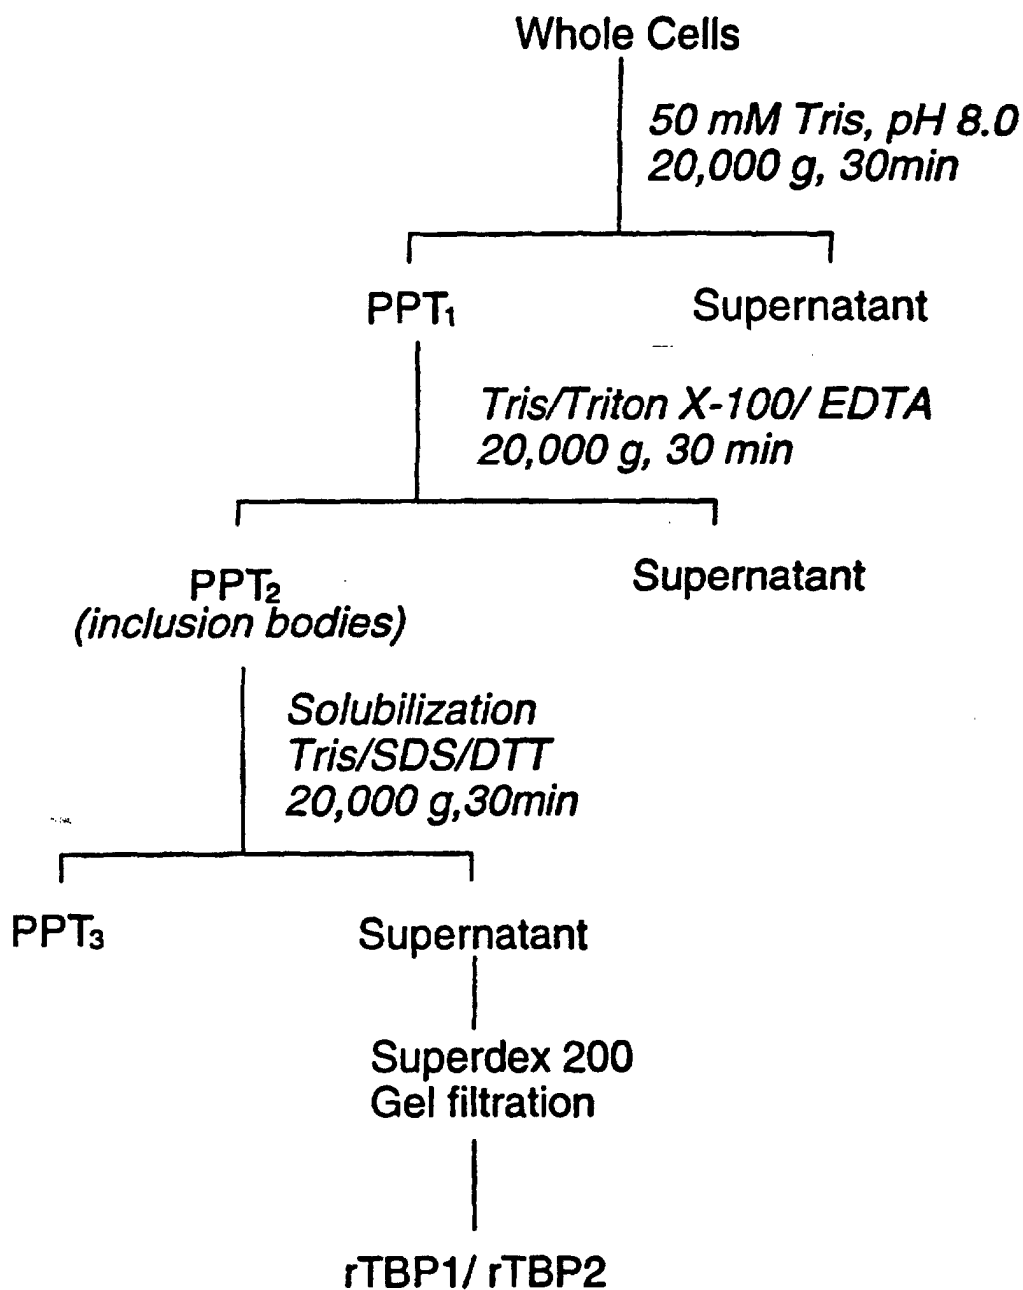 Whole Cells
50 mM Tris, pH 8.0
20,000 g, 30min
PPT1
Supernatant
Tris/Triton X-100/ EDTA
20,000 g, 30 min
PPT2
(inclusion bodies)
Supernatant
Solubilization
Tris/SDS/DTT
20,000 g,30min
PPT3
Supernatant
Superdex 200
Gel filtration
rTBP1/ rTBP2